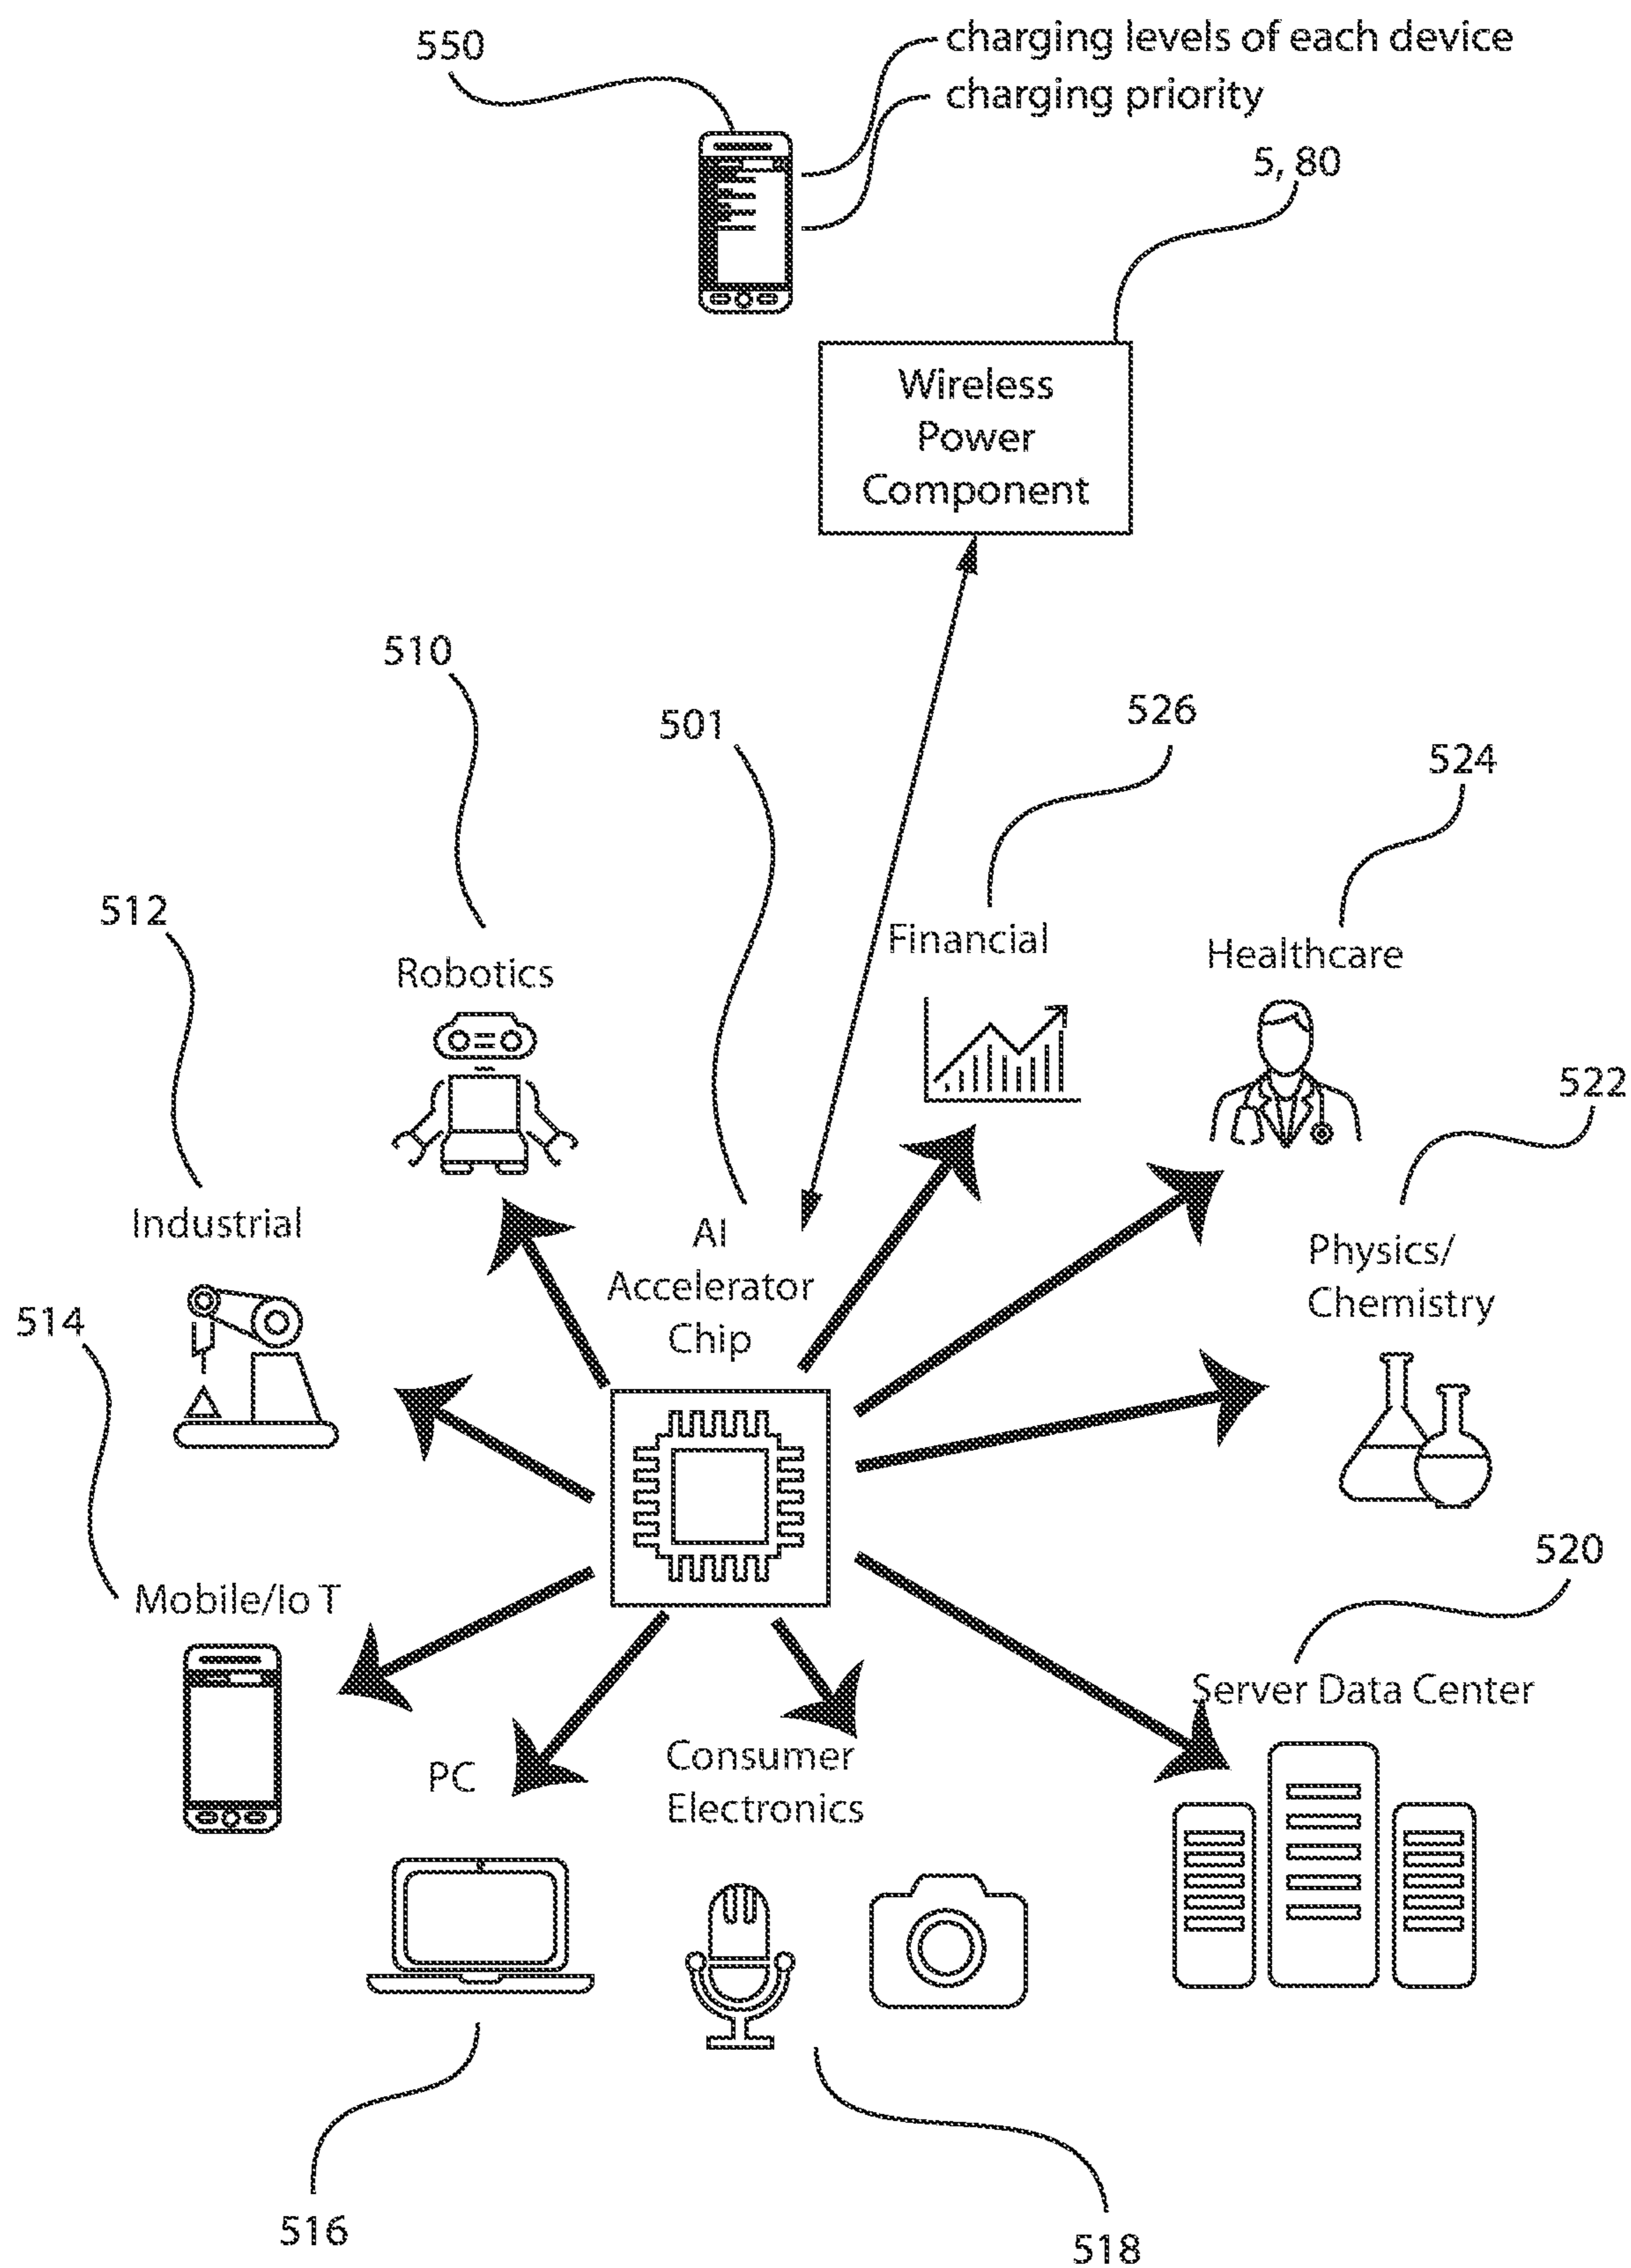 550
charging levels of each device
charging priority
5, 80
Wireless
Power
Component
510
501
526
524
512
Robotics
Financial
Healthcare
522
Industrial
AI
Accelerator
Chip
Physics/
Chemistry
514
520
Mobile/Io T
Server Data Center
PC
Consumer
Electronics
516
518